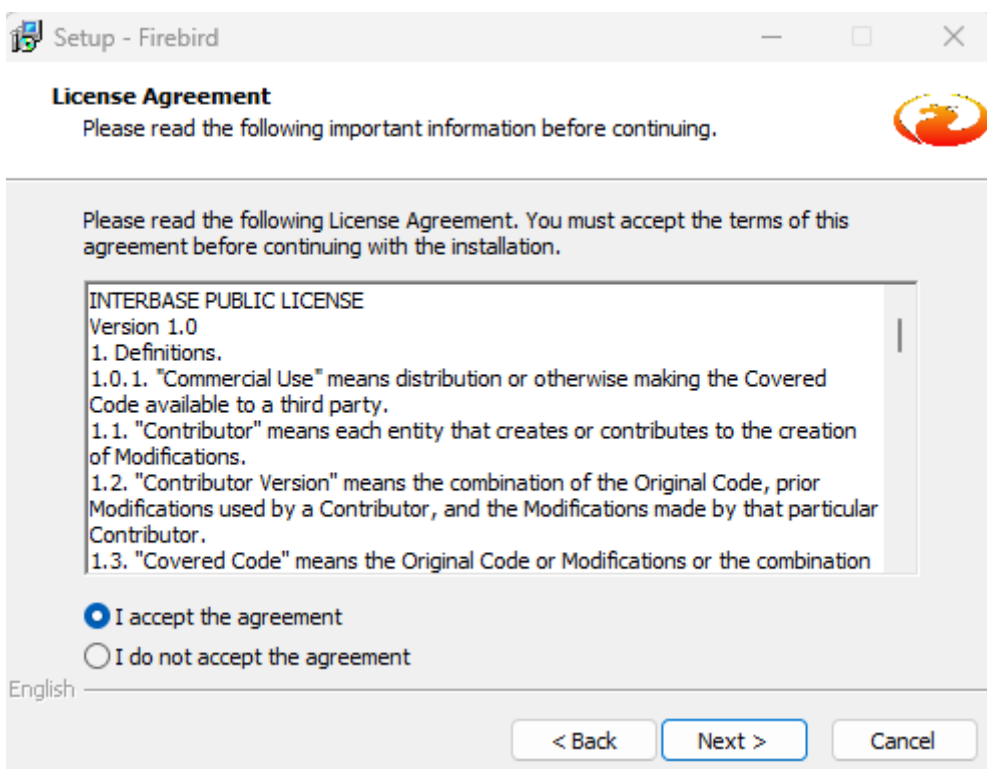 Setup - Firebird
License Agreement
Please read the following important information before continuing.
Please read the following License Agreement. You must accept the terms of this
agreement before continuing with the installation.
INTERBASE PUBLIC LICENSE
Version 1.0
1. Definitions.
1.0.1. "Commercial Use" means distribution or otherwise making the Covered
Code available to a third party.
1.1. "Contributor" means each entity that creates or contributes to the creation
of Modifications.
1.2. "Contributor Version" means the combination of the Original Code, prior
Modifications used by a Contributor, and the Modifications made by that particular
Contributor.
1.3. "Covered Code" means the Original Code or Modifications or the combination
I accept the agreement
I do not accept the agreement
English
< Back Next > Cancel